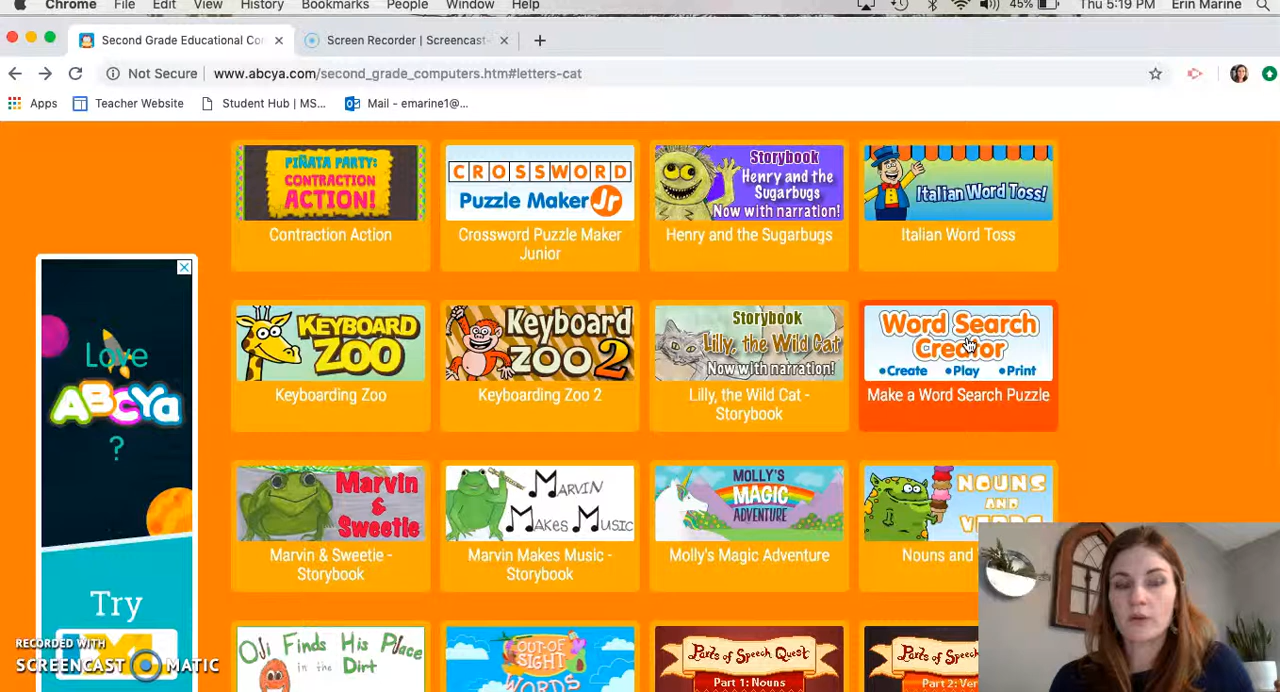 Chrome File Edit View History Bookmarks People Window Help 45% Thu 5:19 PM Erin Marine
Second Grade Educational Co
Screen Recorder | Screencast-
Not Secure www.abcya.com/second_grade_computers.htm#letters-cat
Apps Teacher Website Student Hub | MS... Mail - emarine1@...
PIÑATA PARTY:
CONTRACTION
ACTION!
Contraction Action
CROSSWORD
Puzzle Maker Jr
Crossword Puzzle Maker
Junior
Storybook
Henry and the
Sugarbugs
Now with narration!
Henry and the Sugarbugs
Italian Word Toss!
Italian Word Toss
KEYBOARD
ZOO
Keyboarding Zoo
Keyboard
ZOO 2
Keyboarding Zoo 2
Storybook
Lilly, the Wild Cat
Now with narration!
Lilly, the Wild Cat -
Storybook
Word Search
Creator
•Create •Play •Print
Make a Word Search Puzzle
Marvin
&
Sweetie
Marvin & Sweetie -
Storybook
MARVIN
MAKES MUSIC
Marvin Makes Music -
Storybook
MOLLY'S
MAGIC
ADVENTURE
Molly's Magic Adventure
NOUNS
AND
Nouns and
Oji Finds His Place
in the Dirt
OUT-OF
SIGHT
WORDS
Parts of Speech Quest
Part 1: Nouns
Parts of Speech
Part 2: Ver
Love
ABCYa
?
Try
RECORDED WITH
SCREENCAST MATIC